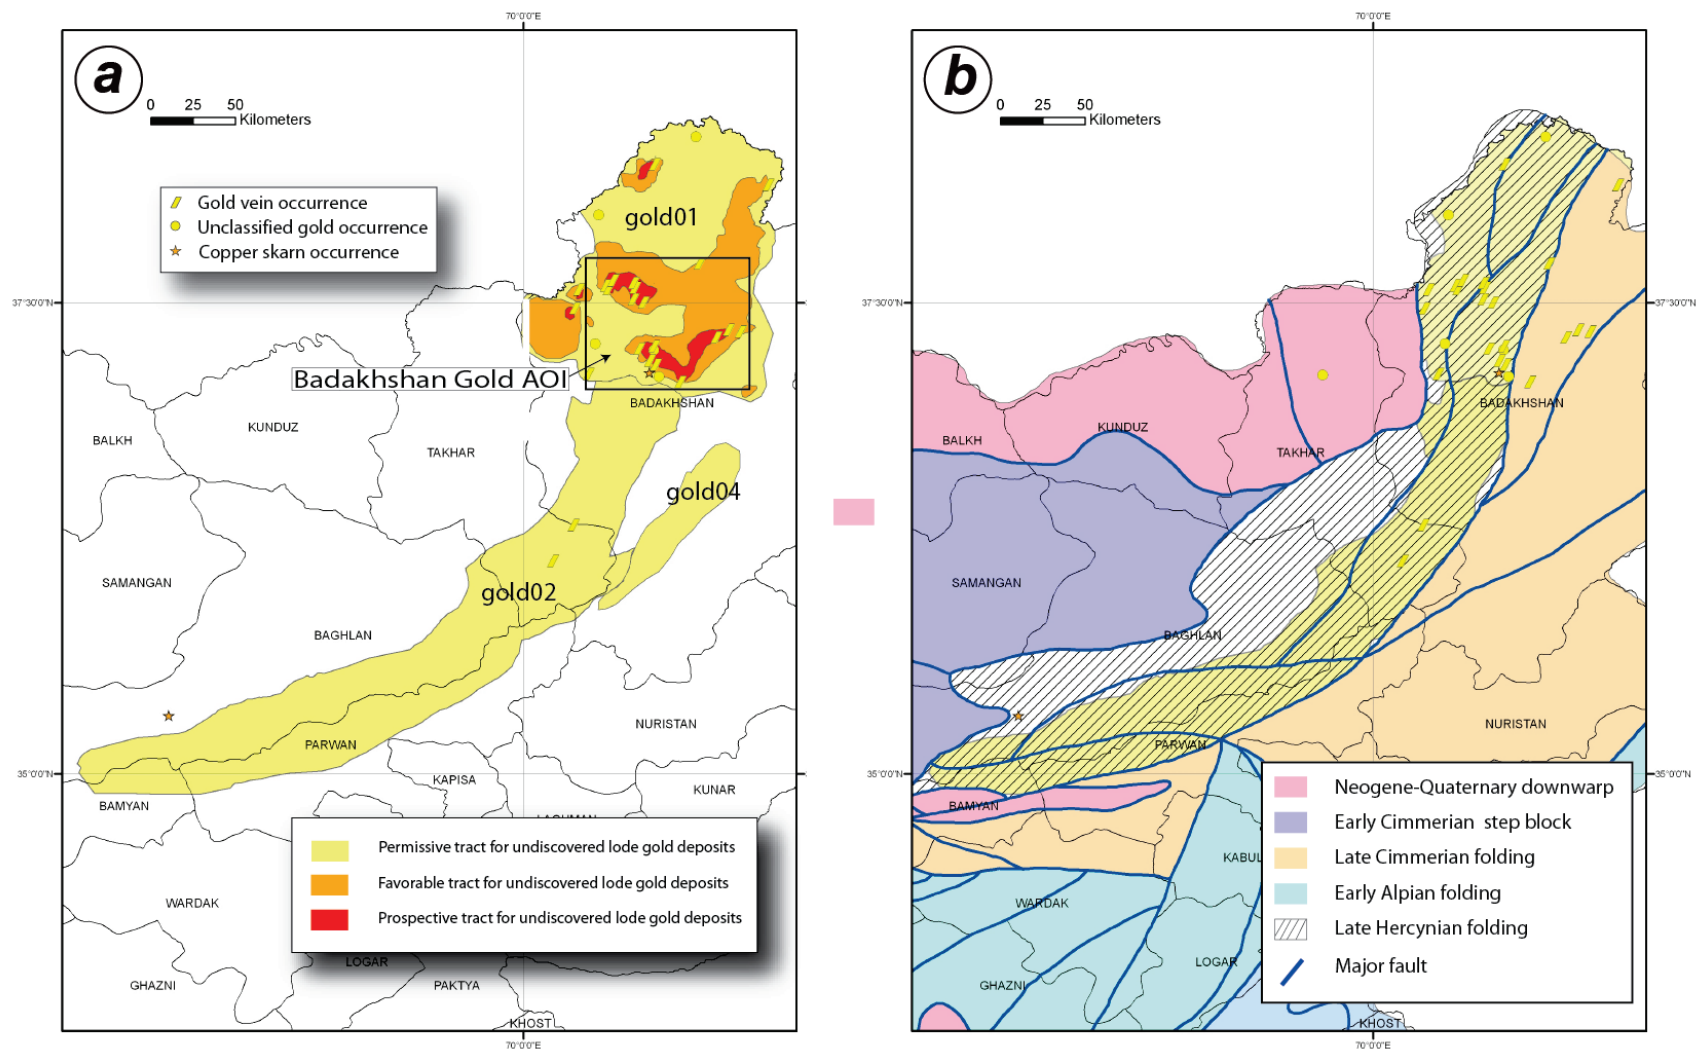 70°0'0"E
a
0 25 50
Kilometers
Gold vein occurrence
Unclassified gold occurrence
Copper skarn occurrence
gold01
37°30'0"N
Badakhshan Gold AOI
BADAKHSHAN
KUNDUZ
BALKH
TAKHAR
gold04
SAMANGAN
gold02
BAGHLAN
NURISTAN
PARWAN
35°0'0"N
KAPISA
KUNAR
BAMYAN
Permissive tract for undiscovered lode gold deposits
Favorable tract for undiscovered lode gold deposits
Prospective tract for undiscovered lode gold deposits
WARDAK
LOGAR
GHAZNI
PAKTYA
KHOST
70°0'0"E
70°0'0"E
b
0 25 50
Kilometers
37°30'0"N
BADAKHSHAN
KUNDUZ
BALKH
TAKHAR
SAMANGAN
BAGHLAN
NURISTAN
PARWAN
35°0'0"N
BAMYAN
KABUL
WARDAK
LOGAR
GHAZNI
Neogene-Quaternary downwarp
Early Cimmerian step block
Late Cimmerian folding
Early Alpian folding
Late Hercynian folding
Major fault
KHOST
70°0'0"E